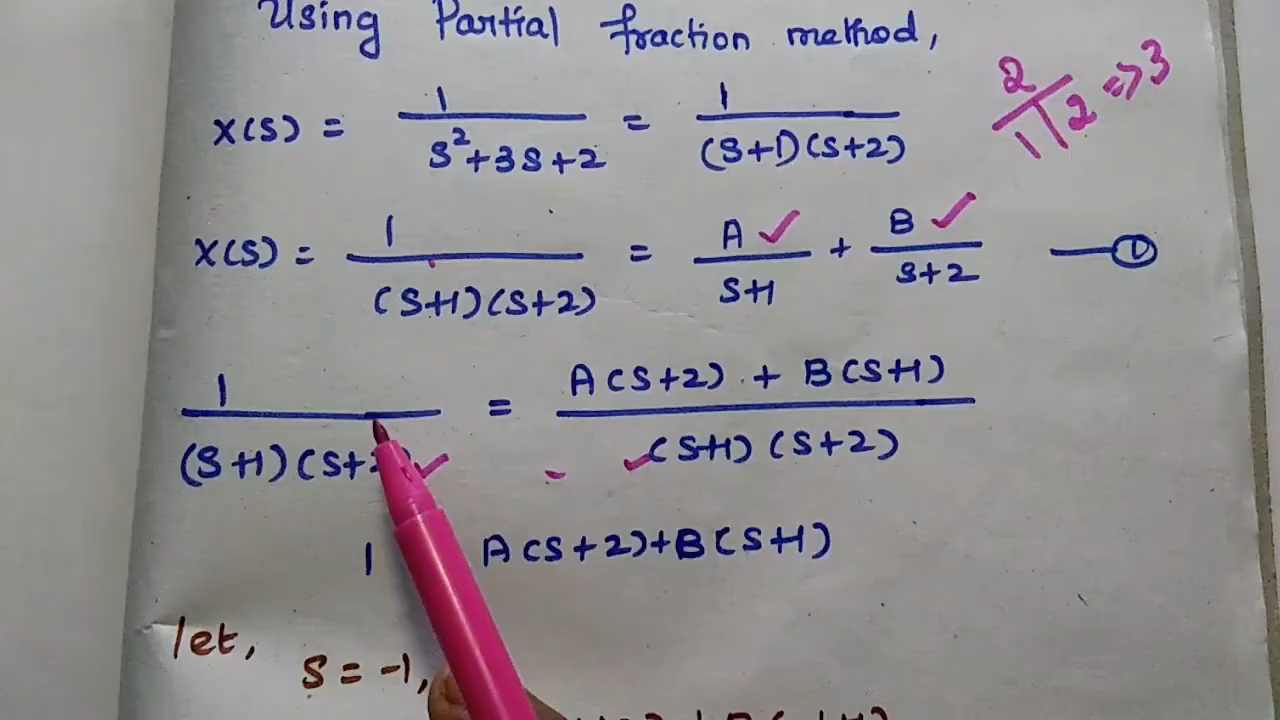 Using Partial fraction method,
X(S) = 1/(S²+3S+2) = 1/((S+1)(S+2))
2/1|2 => 3
X(S) = 1/((S+1)(S+2)) = A/(S+1) + B/(S+2) — ①
1/((S+1)(S+2)) = (A(S+2) + B(S+1))/((S+1)(S+2))
1 A(S+2)+B(S+1)
let,
S = -1,